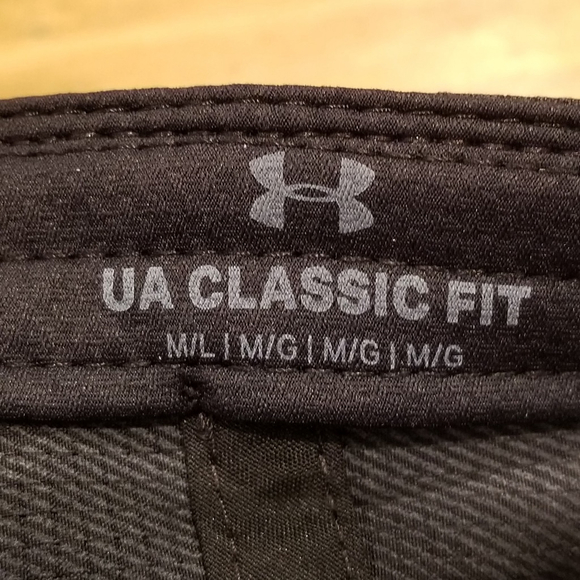 UA CLASSIC FIT
M/L | M/G | M/G | M/G